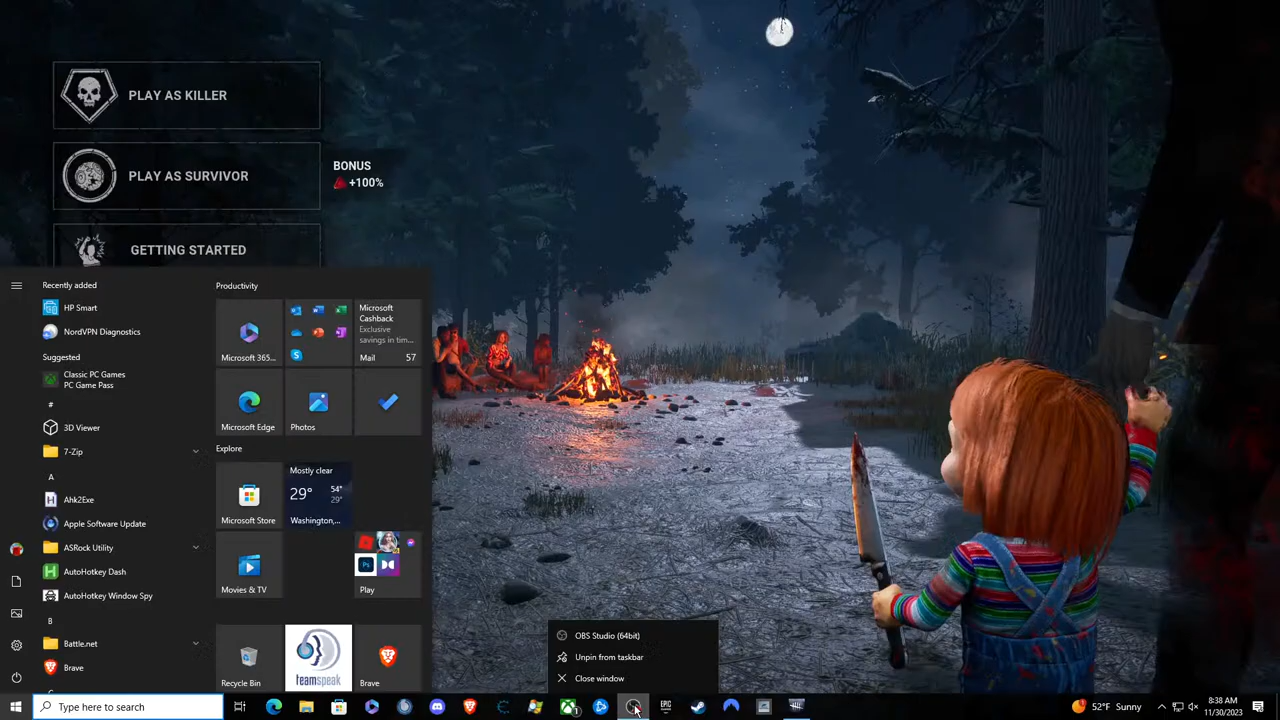 PLAY AS KILLER
PLAY AS SURVIVOR
BONUS
+100%
GETTING STARTED
Recently added
HP Smart
NordVPN Diagnostics
Suggested
Classic PC Games
PC Game Pass
#
3D Viewer
7-Zip
A
Ahk2Exe
Apple Software Update
ASRock Utility
AutoHotkey Dash
AutoHotkey Window Spy
B
Battle.net
Brave
Productivity
Microsoft 365...
Microsoft
Cashback
Exclusive
savings in tim...
Mail 57
Microsoft Edge
Photos
Explore
Microsoft Store
Mostly clear
29° 54°
29°
Washington,...
Movies & TV
Ps
Play
Recycle Bin
teamspeak
Brave
OBS Studio (64bit)
Unpin from taskbar
Close window
Type here to search
1
EPIC
52°F Sunny
8:38 AM
11/30/2023